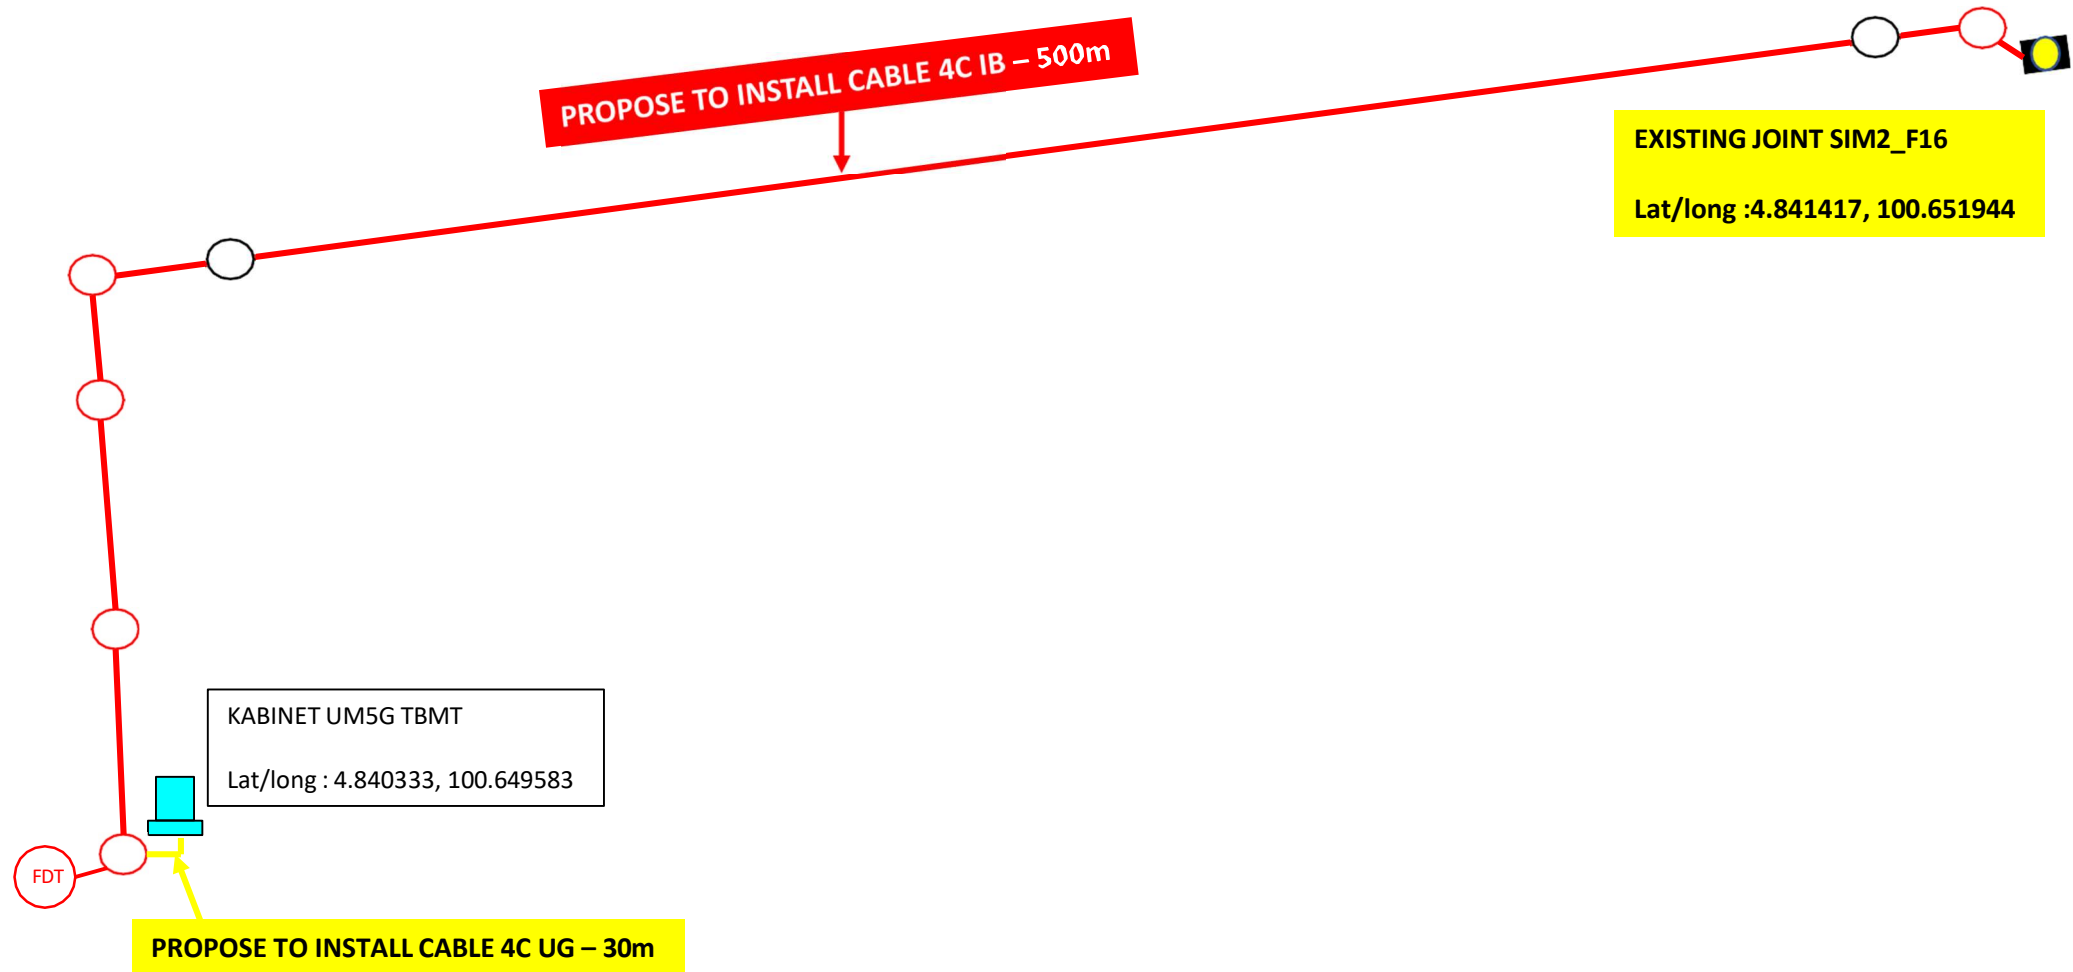 PROPOSE TO INSTALL CABLE 4C IB – 500m
EXISTING JOINT SIM2_F16
Lat/long :4.841417, 100.651944
KABINET UM5G TBMT
Lat/long : 4.840333, 100.649583
FDT
PROPOSE TO INSTALL CABLE 4C UG – 30m